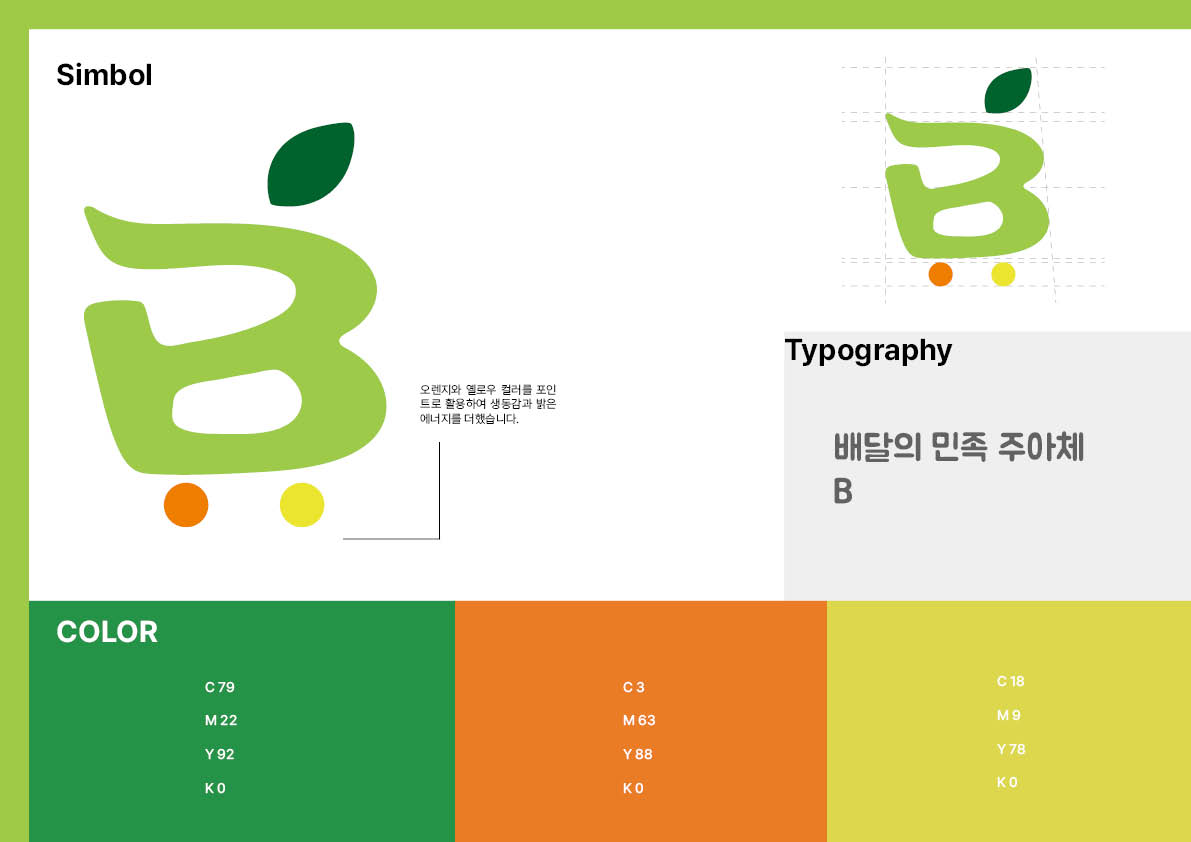 Simbol
오렌지와 옐로우 컬러를 포인
트로 활용하여 생동감과 밝은
에너지를 더했습니다.
Typography
배달의 민족 주아체
B
COLOR
C 79
M 22
Y 92
K 0
C 3
M 63
Y 88
K 0
C 18
M 9
Y 78
K 0